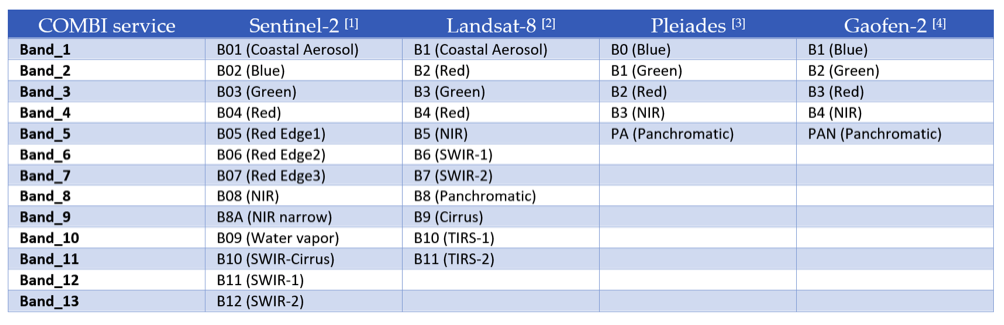 COMBI service Sentinel-2 [1] Landsat-8 [2] Pleiades [3] Gaofen-2 [4]
Band_1 B01 (Coastal Aerosol) B1 (Coastal Aerosol) B0 (Blue) B1 (Blue)
Band_2 B02 (Blue) B2 (Red) B1 (Green) B2 (Green)
Band_3 B03 (Green) B3 (Green) B2 (Red) B3 (Red)
Band_4 B04 (Red) B4 (Red) B3 (NIR) B4 (NIR)
Band_5 B05 (Red Edge1) B5 (NIR) PA (Panchromatic) PAN (Panchromatic)
Band_6 B06 (Red Edge2) B6 (SWIR-1)
Band_7 B07 (Red Edge3) B7 (SWIR-2)
Band_8 B08 (NIR) B8 (Panchromatic)
Band_9 B8A (NIR narrow) B9 (Cirrus)
Band_10 B09 (Water vapor) B10 (TIRS-1)
Band_11 B10 (SWIR-Cirrus) B11 (TIRS-2)
Band_12 B11 (SWIR-1)
Band_13 B12 (SWIR-2)